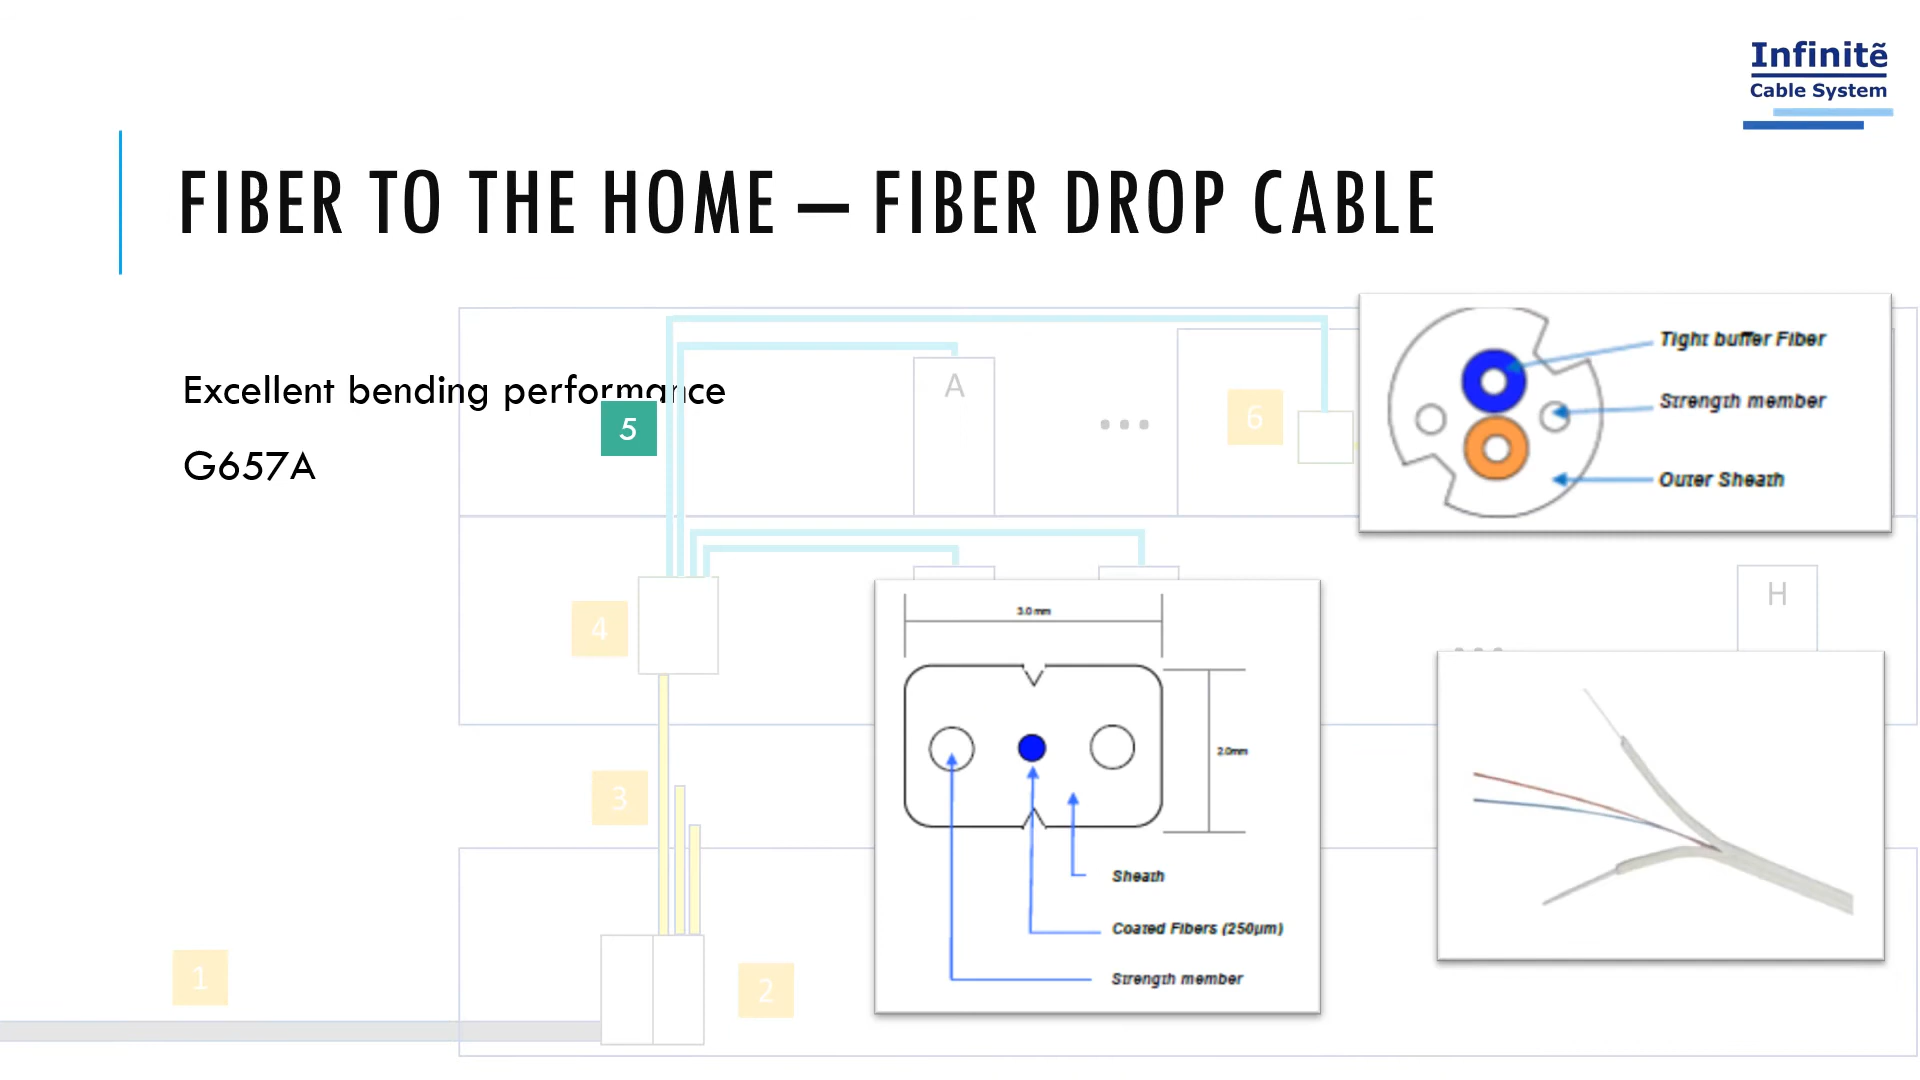 Infinitẽ
Cable System
FIBER TO THE HOME – FIBER DROP CABLE
Excellent bending performance
G657A
5
A
...
6
Tight buffer Fiber
Strength member
Outer Sheath
4
H
...
3.0 mm
2.0mm
3
Sheath
Coated Fibers (250µm)
Strength member
1
2